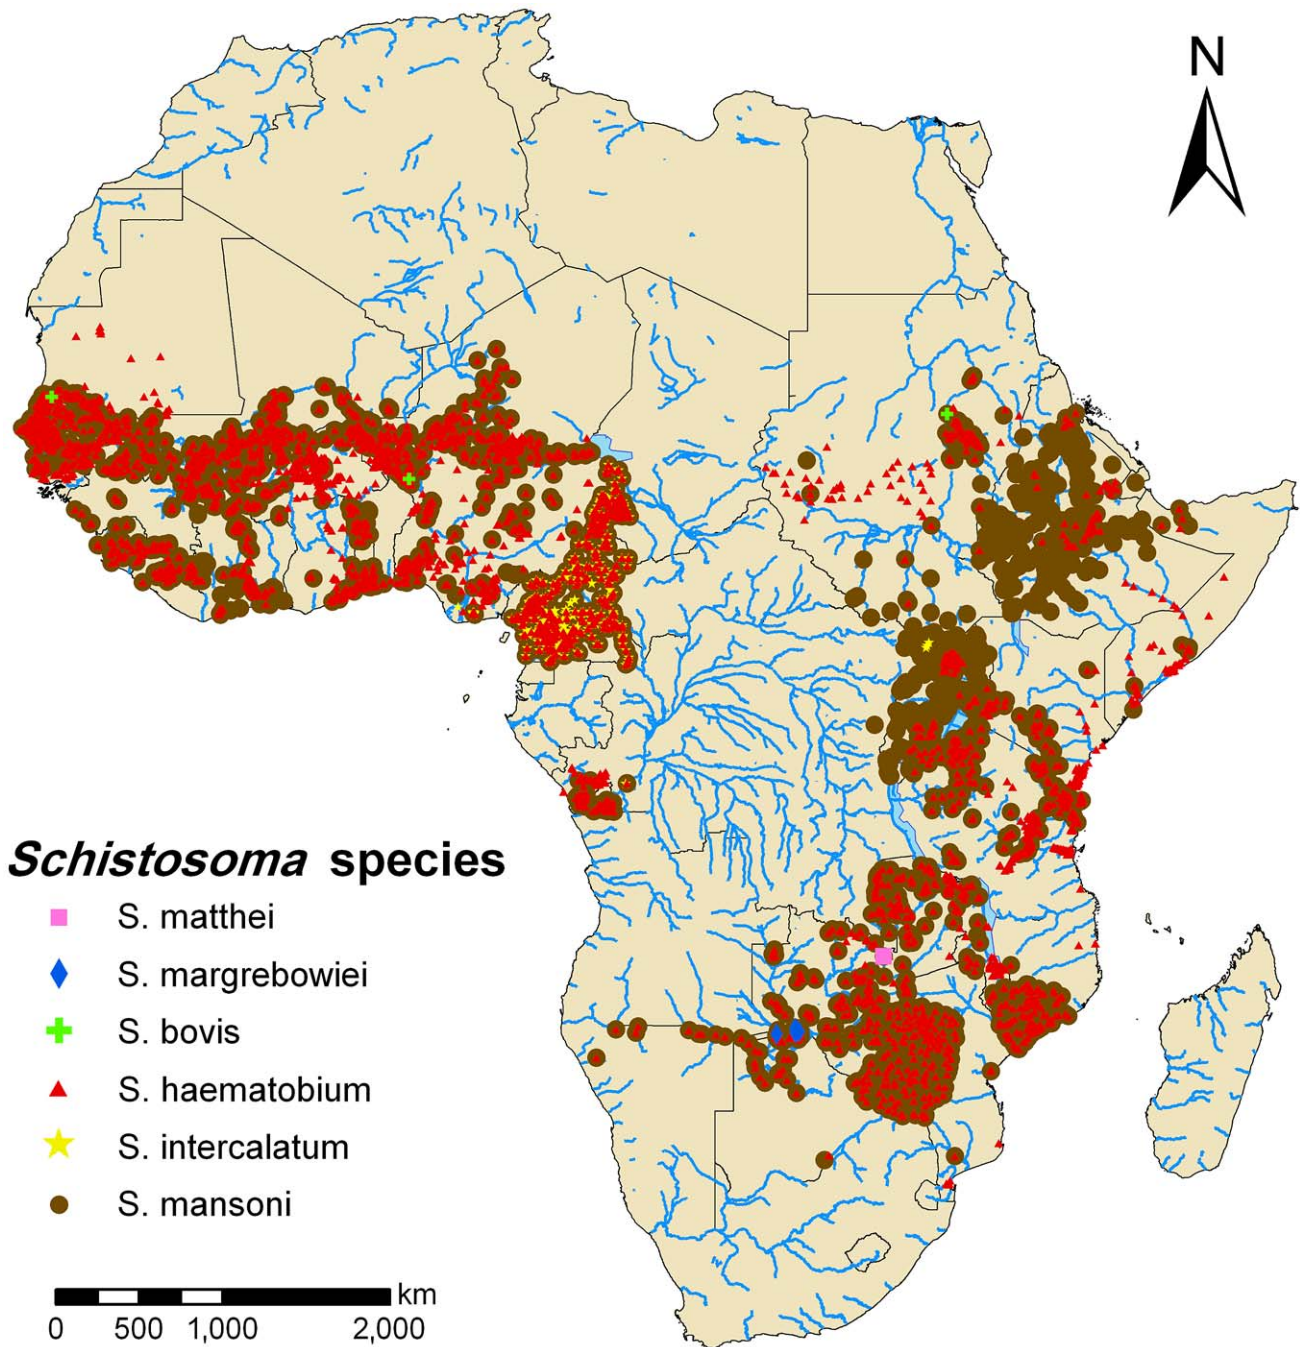 N
Schistosoma species
S. matthei
S. margrebowiei
S. bovis
S. haematobium
S. intercalatum
S. mansoni
km
0 500 1,000 2,000